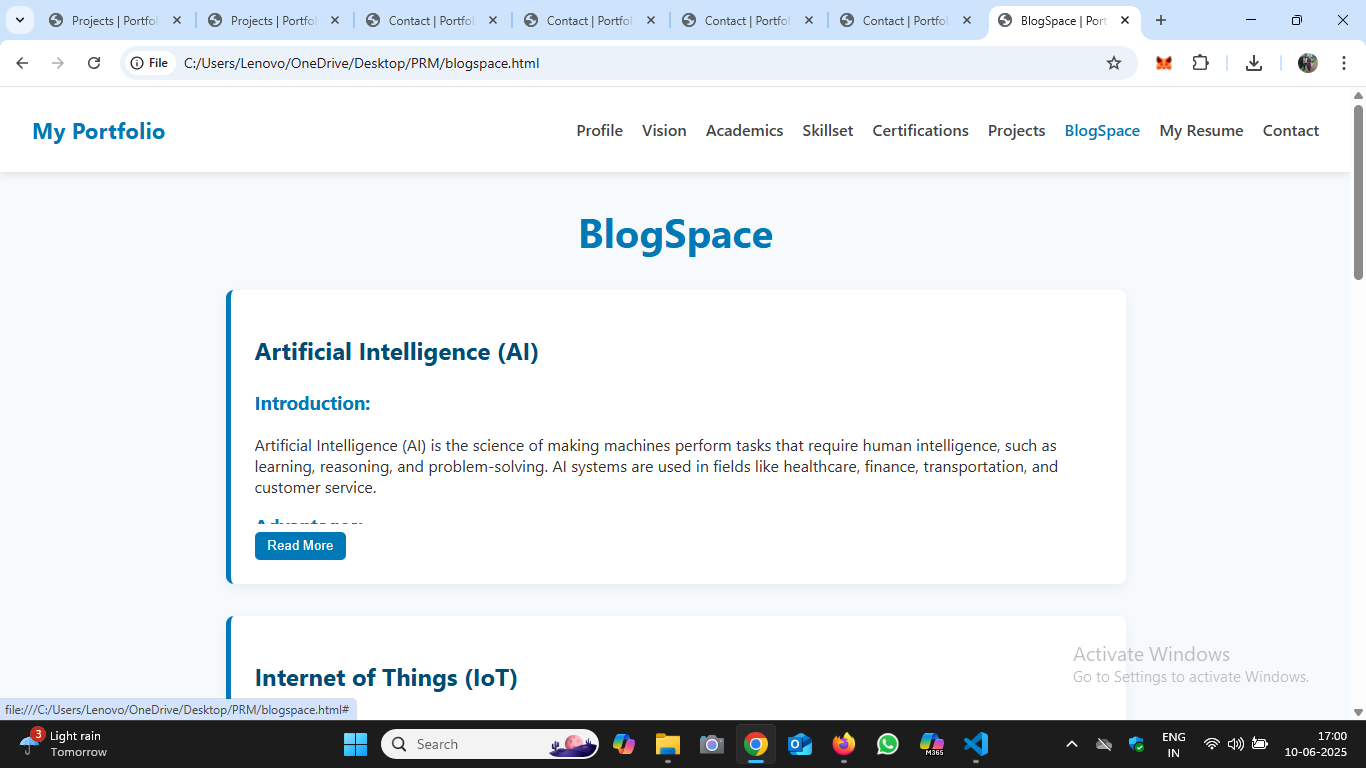 Projects | Portfol
Projects | Portfol
Contact | Portfol
Contact | Portfol
Contact | Portfol
Contact | Portfol
BlogSpace | Port
File
C:/Users/Lenovo/OneDrive/Desktop/PRM/blogspace.html
My Portfolio
Profile
Vision
Academics
Skillset
Certifications
Projects
BlogSpace
My Resume
Contact
BlogSpace
Artificial Intelligence (AI)
Introduction:
Artificial Intelligence (AI) is the science of making machines perform tasks that require human intelligence, such as
learning, reasoning, and problem-solving. AI systems are used in fields like healthcare, finance, transportation, and
customer service.
Read More
Internet of Things (IoT)
Activate Windows
Go to Settings to activate Windows.
file:///C:/Users/Lenovo/OneDrive/Desktop/PRM/blogspace.html#
3
Light rain
Tomorrow
Search
M365
ENG
IN
17:00
10-06-2025